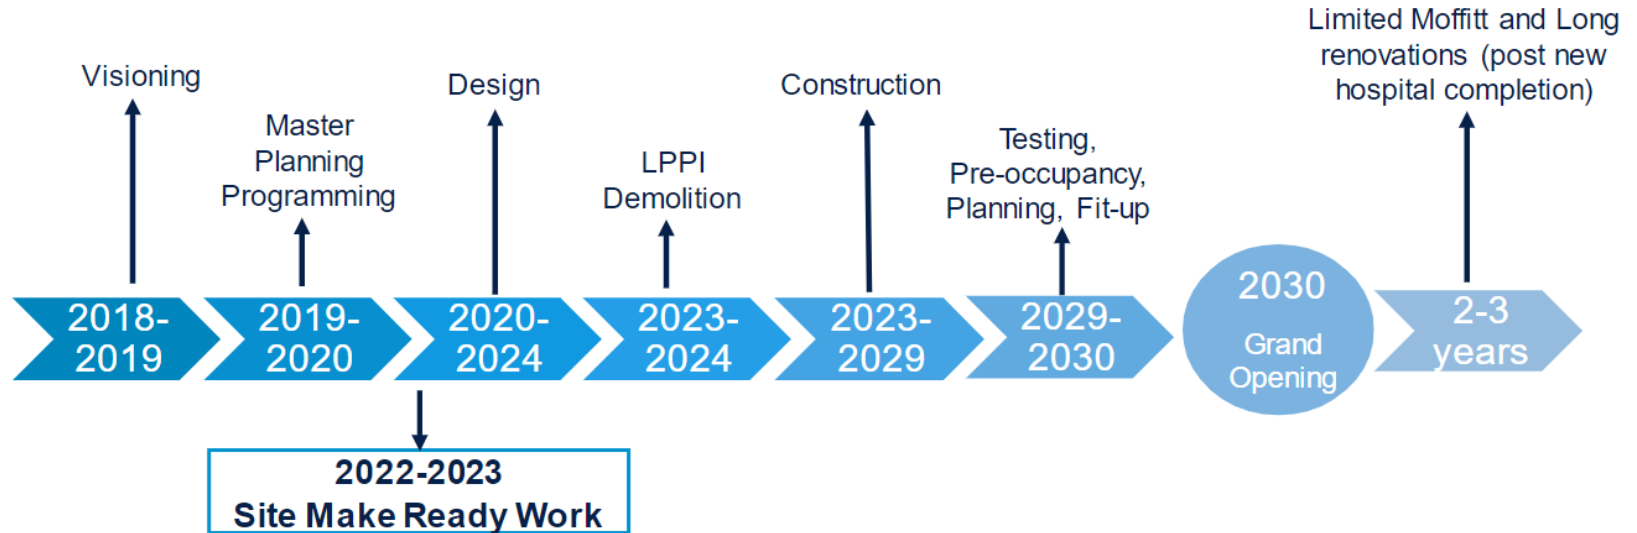 Visioning
Master
Planning
Programming
Design
LPPI
Demolition
Construction
Testing,
Pre-occupancy,
Planning, Fit-up
Limited Moffitt and Long
renovations (post new
hospital completion)
2018-
2019
2019-
2020
2020-
2024
2023-
2024
2023-
2029
2029-
2030
2030
Grand
Opening
2-3
years
2022-2023
Site Make Ready Work